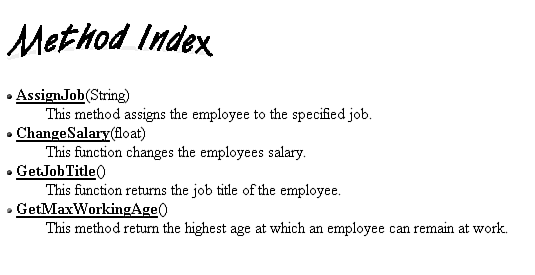 Method Index
AssignJob(String)
This method assigns the employee to the specified job.
ChangeSalary(float)
This function changes the employees salary.
GetJobTitle()
This function returns the job title of the employee.
GetMaxWorkingAge()
This method return the highest age at which an employee can remain at work.